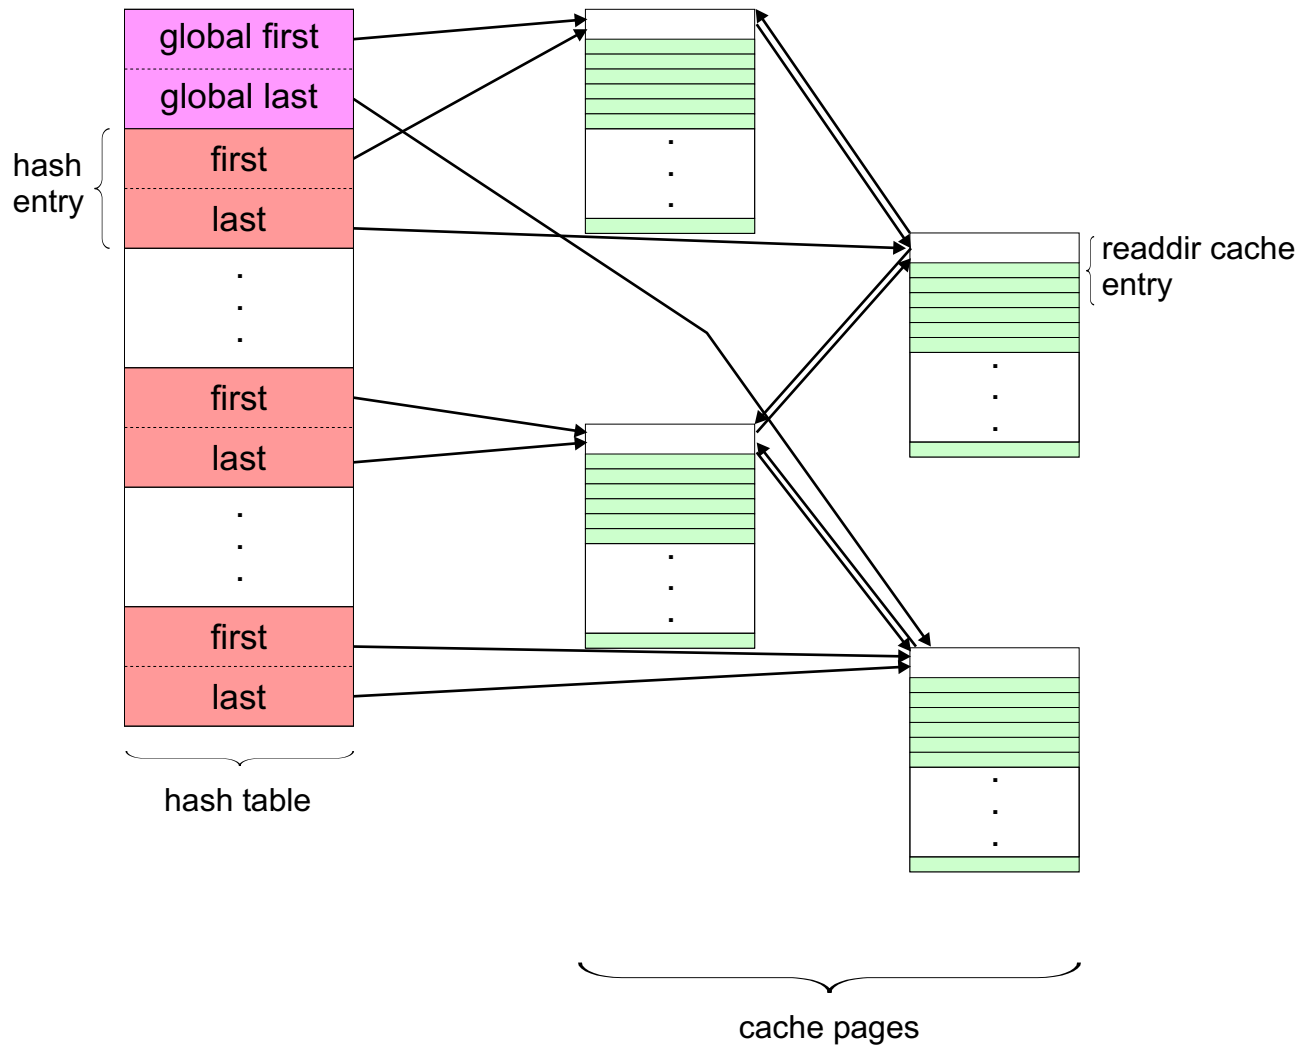 global first
global last
hash
entry
first
last
readdir cache
entry
first
last
first
last
hash table
cache pages